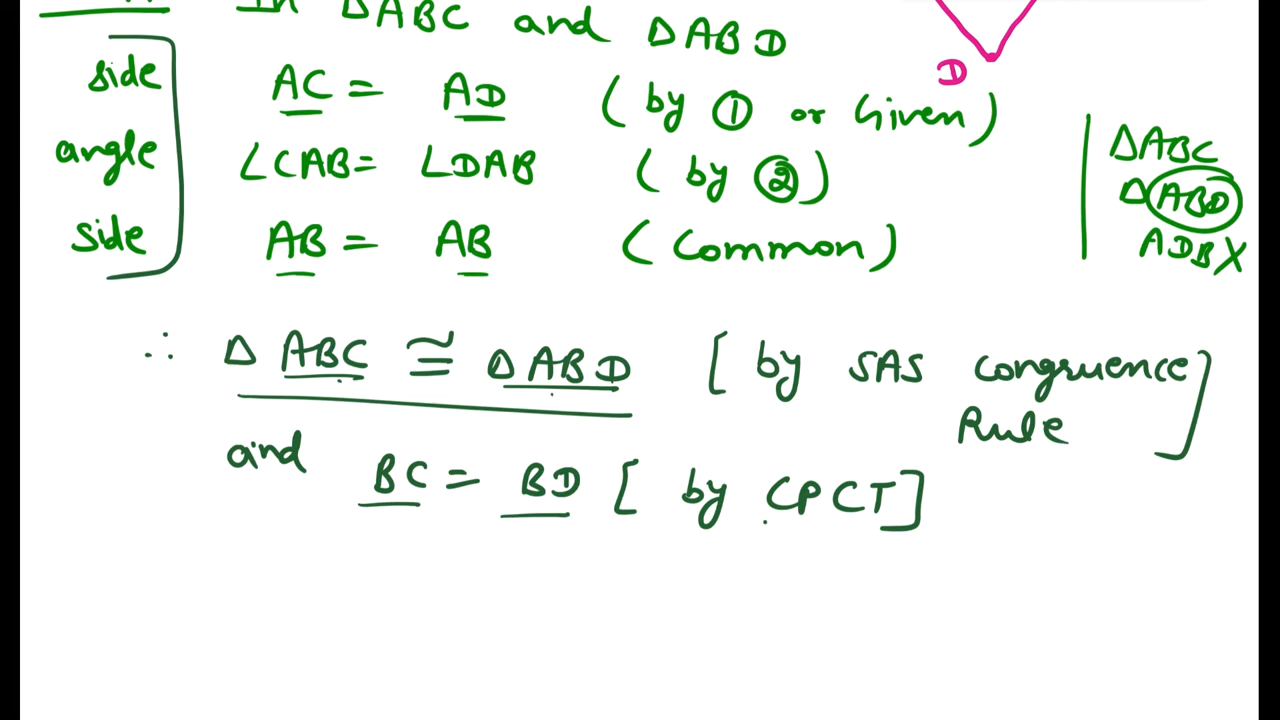 In ΔABC and ΔABD
D
side AC = AD (by ① or Given)
angle ∠CAB= ∠DAB (by ②)
side AB = AB (Common)
ΔABC
ΔABD
ADB X
∴ Δ ABC ≅ ΔABD [by SAS congruence
Rule]
and BC = BD [by CPCT]